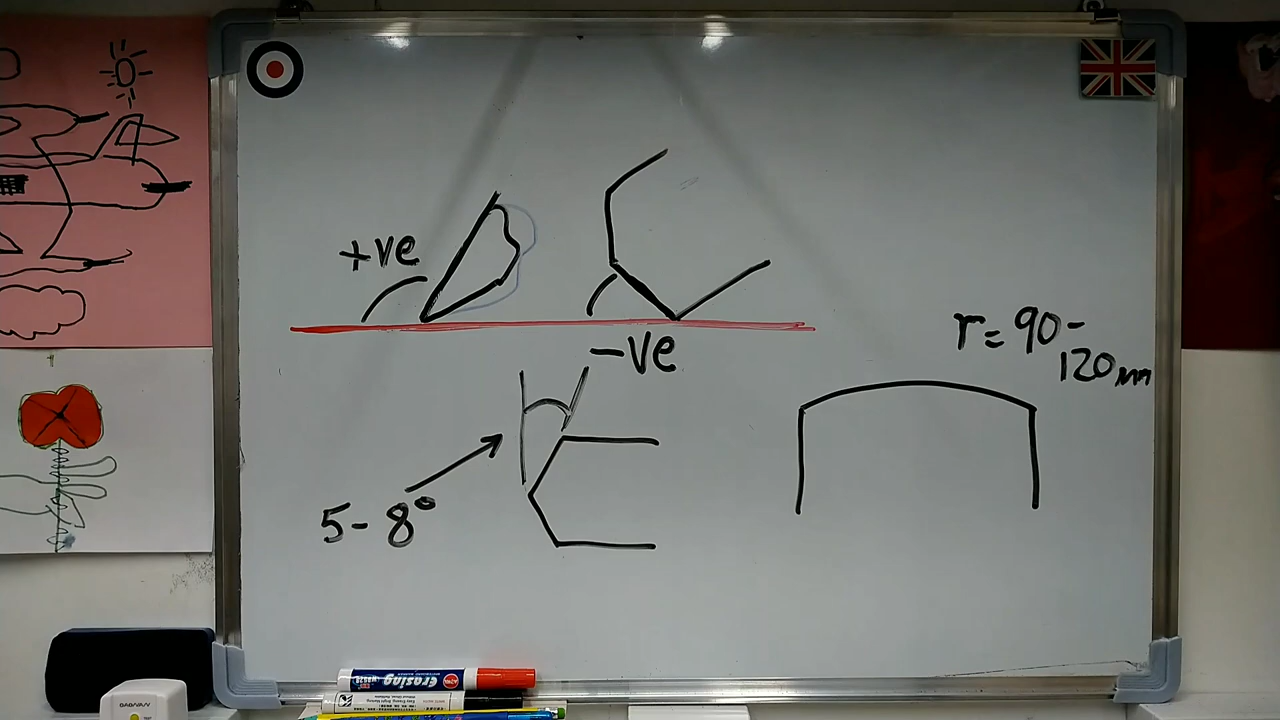 +ve
-ve
r = 90-
120mm
5-8°
Erasing